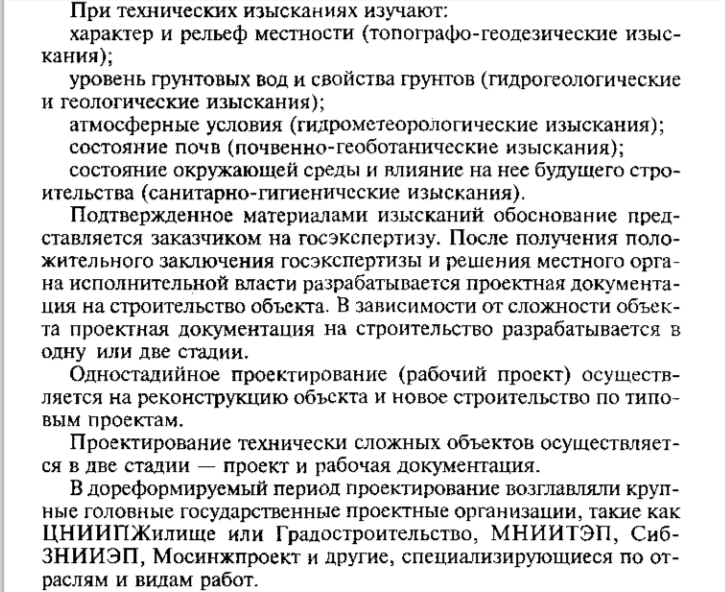 При технических изысканиях изучают:
характер и рельеф местности (топографо-геодезические изыс-
кания);
уровень грунтовых вод и свойства грунтов (гидрогеологические
и геологические изыскания);
атмосферные условия (гидрометеорологические изыскания);
состояние почв (почвенно-геоботанические изыскания);
состояние окружающей среды и влияние на нее будущего стро-
ительства (санитарно-гигиенические изыскания).
Подтвержденное материалами изысканий обоснование пред-
ставляется заказчиком на госэкспертизу. После получения поло-
жительного заключения госэкспертизы и решения местного орга-
на исполнительной власти разрабатывается проектная документа-
ция на строительство объекта. В зависимости от сложности объек-
та проектная документация на строительство разрабатывается в
одну или две стадии.
Одностадийное проектирование (рабочий проект) осуществ-
ляется на реконструкцию объекта и новое строительство по типо-
вым проектам.
Проектирование технически сложных объектов осуществляет-
ся в две стадии — проект и рабочая документация.
В дореформируемый период проектирование возглавляли круп-
ные головные государственные проектные организации, такие как
ЦНИИПЖилище или Градостроительство, МНИИТЭП, Сиб-
ЗНИИЭП, Мосинжпроект и другие, специализирующиеся по от-
раслям и видам работ.